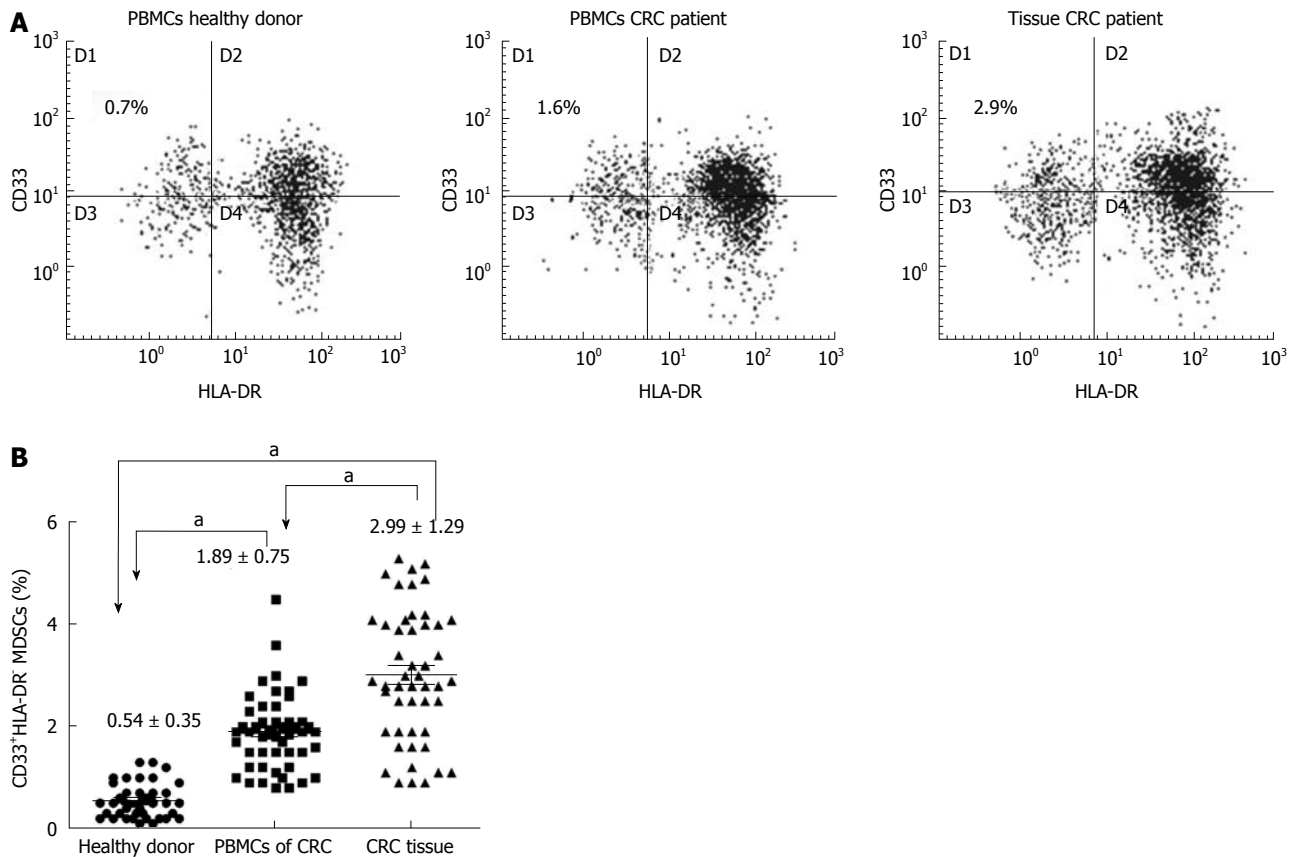 A
PBMCs healthy donor
PBMCs CRC patient
Tissue CRC patient
10³
D1
D2
0.7%
10²
CD33
10¹
D3
D4
10⁰
10⁰
10¹
10²
10³
HLA-DR
10³
D1
D2
1.6%
10²
CD33
10¹
D3
D4
10⁰
10⁰
10¹
10²
10³
HLA-DR
10³
D1
D2
2.9%
10²
CD33
10¹
D3
D4
10⁰
10⁰
10¹
10²
10³
HLA-DR
B
a
a
a
6
2.99 ± 1.29
1.89 ± 0.75
CD33⁺HLA-DR⁻MDSCs (%)
4
0.54 ± 0.35
2
0
Healthy donor
PBMCs of CRC
CRC tissue